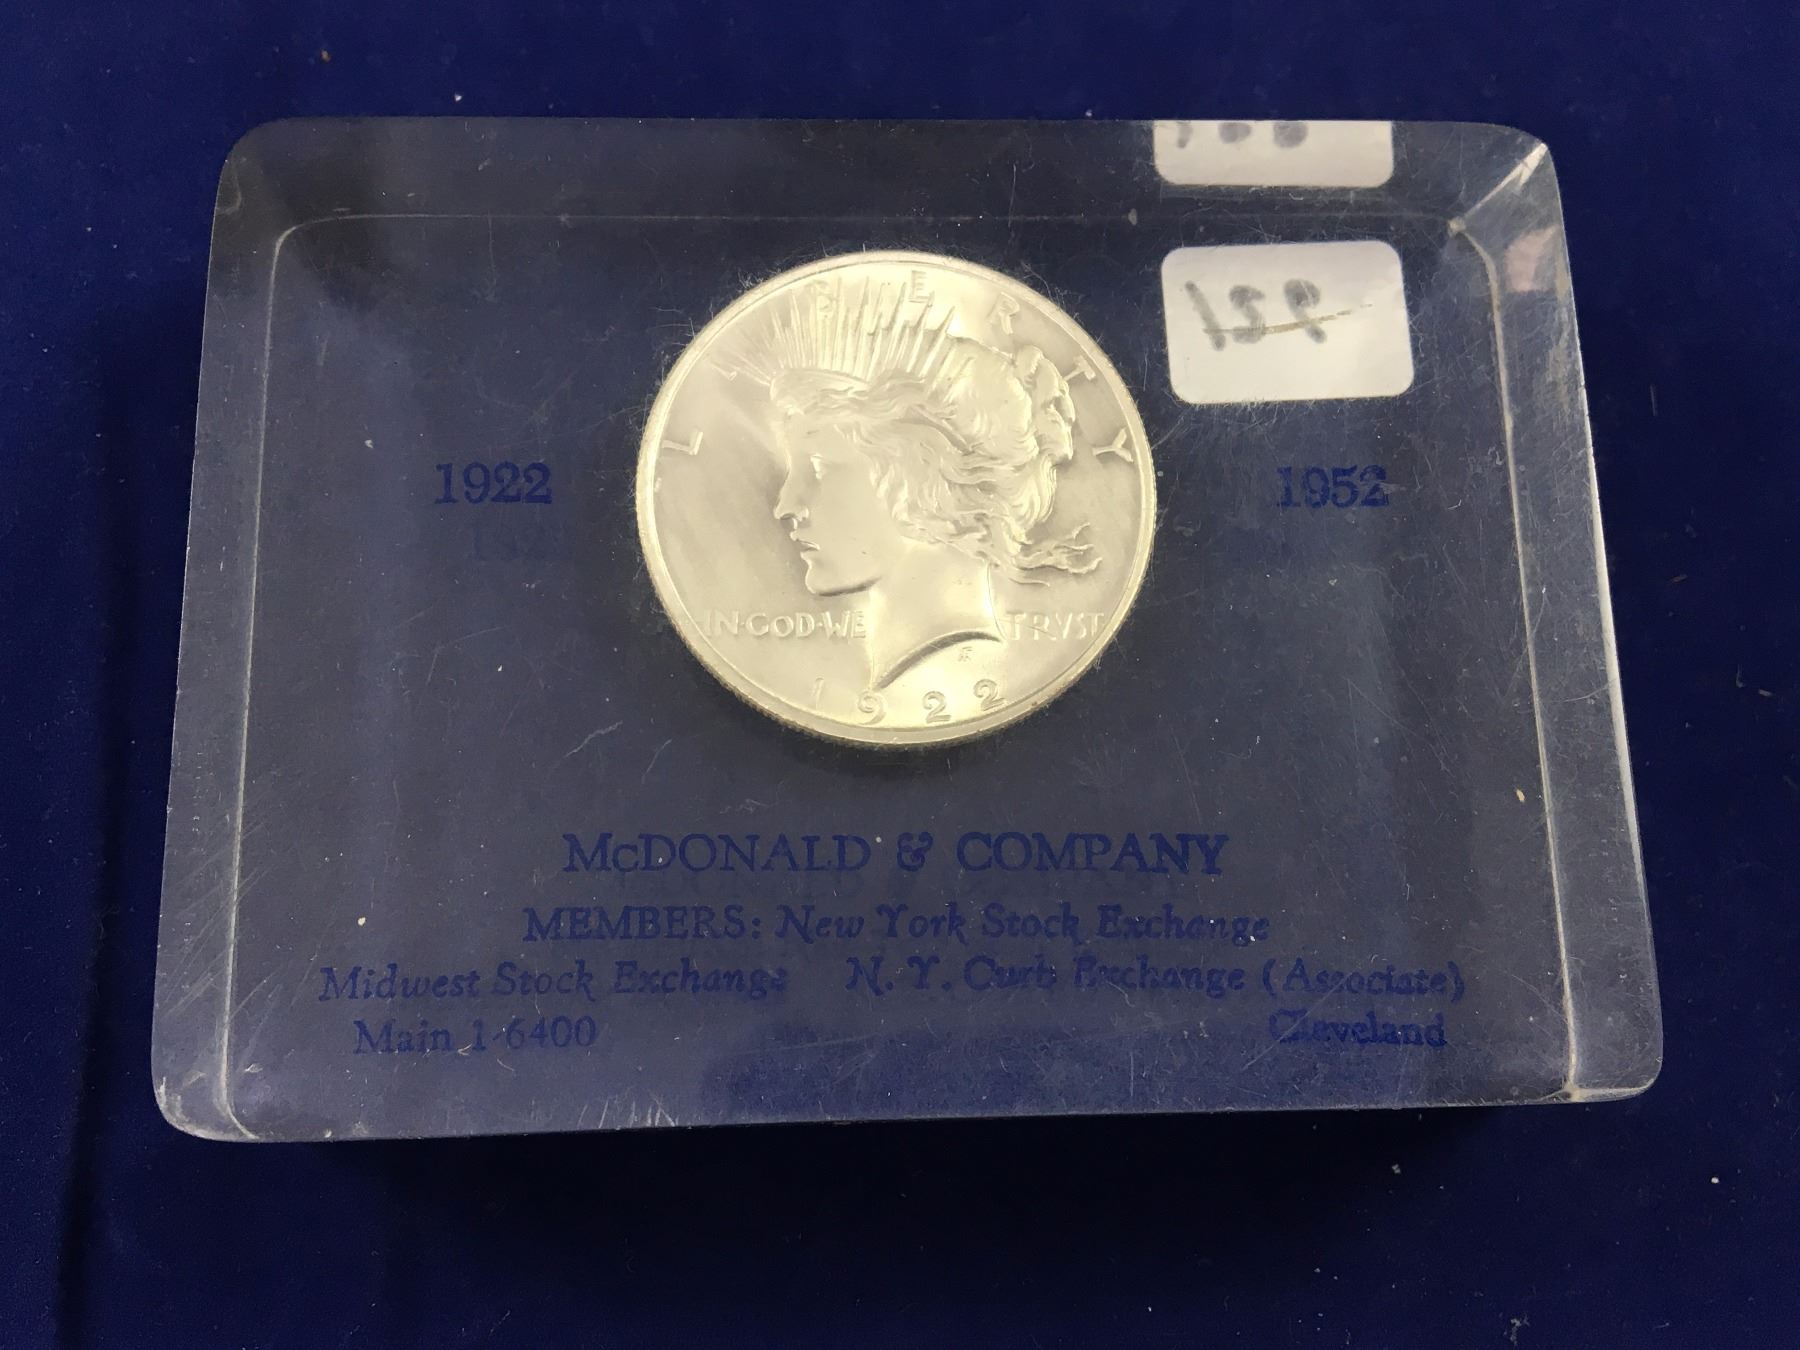 LIBERTY
IN·GOD·WE TRVST
1922
1922 1952
McDONALD & COMPANY
MEMBERS: New York Stock Exchange
Midwest Stock Exchange N. Y. Curb Exchange (Associate)
Main 1-6400 Cleveland